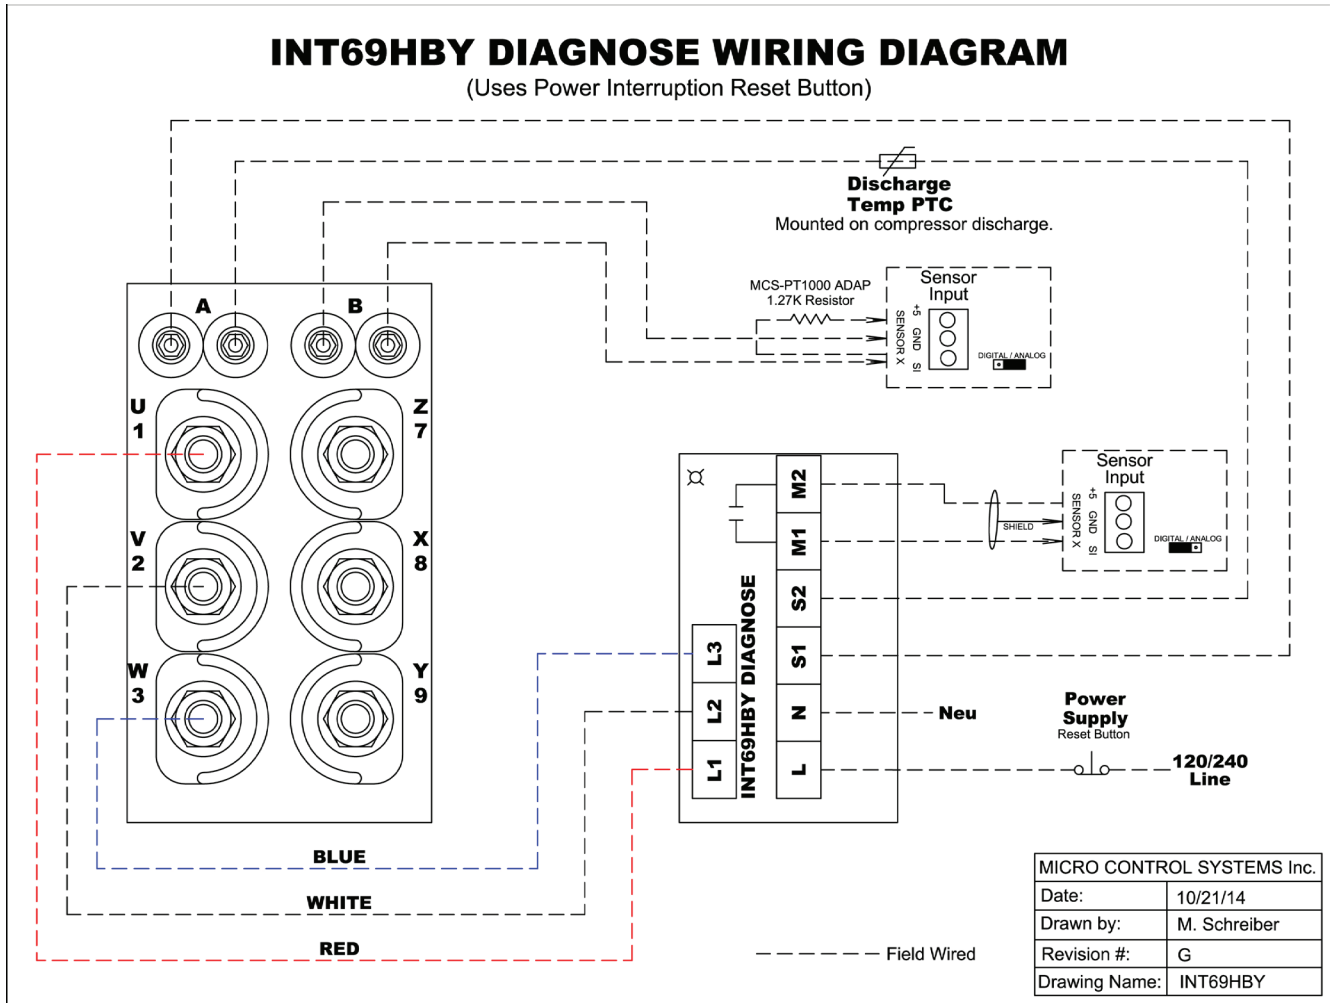 INT69HBY DIAGNOSE WIRING DIAGRAM
(Uses Power Interruption Reset Button)
Discharge
Temp PTC
Mounted on compressor discharge.
A
B
MCS-PT1000 ADAP
1.27K Resistor
Sensor
Input
+5
GND
SI
SENSOR X
DIGITAL / ANALOG
U
1
Z
7
V
2
X
8
W
3
Y
9
M2
M1
S2
S1
N
L
L3
L2
L1
INT69HBY DIAGNOSE
SHIELD
Sensor
Input
+5
GND
SI
SENSOR X
DIGITAL / ANALOG
Neu
Power
Supply
Reset Button
120/240
Line
BLUE
WHITE
RED
Field Wired
MICRO CONTROL SYSTEMS Inc.
Date: 10/21/14
Drawn by: M. Schreiber
Revision #: G
Drawing Name: INT69HBY